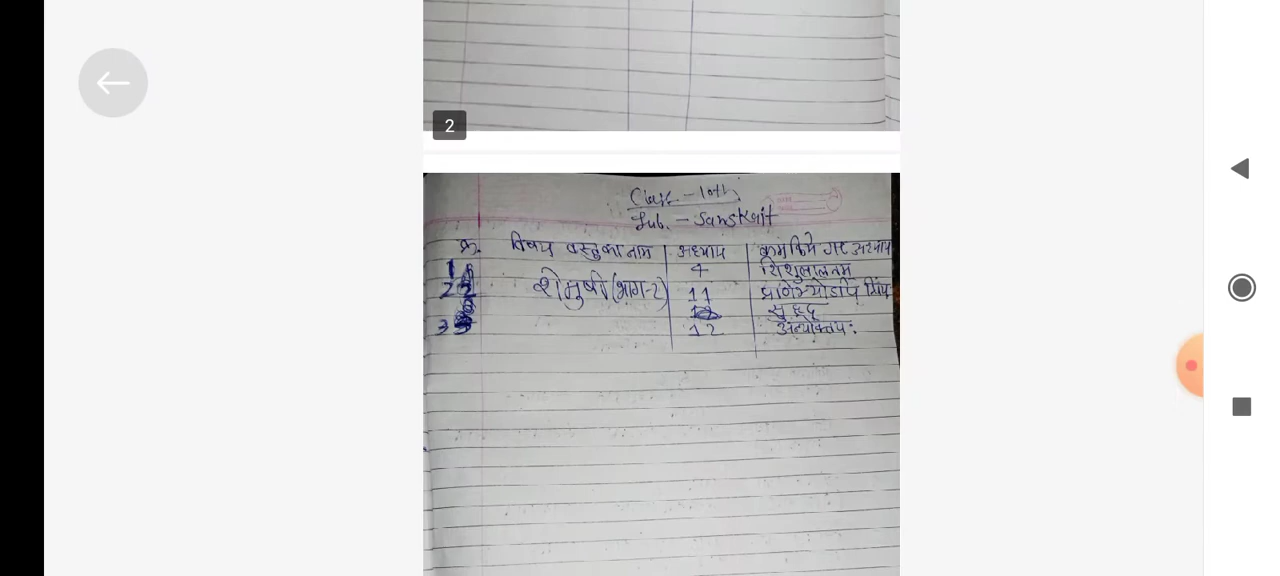 2
Class - 10th
Sub. - Sanskrit
क्र. विषय वस्तु का नाम अध्याय कम किये गए अध्याय
1 4 शिशुलालनम्
2 शेमुषी (भाग-2) 11 प्राणेभ्योऽपि प्रिय
सुहृद्
3 12 अन्योक्तयः